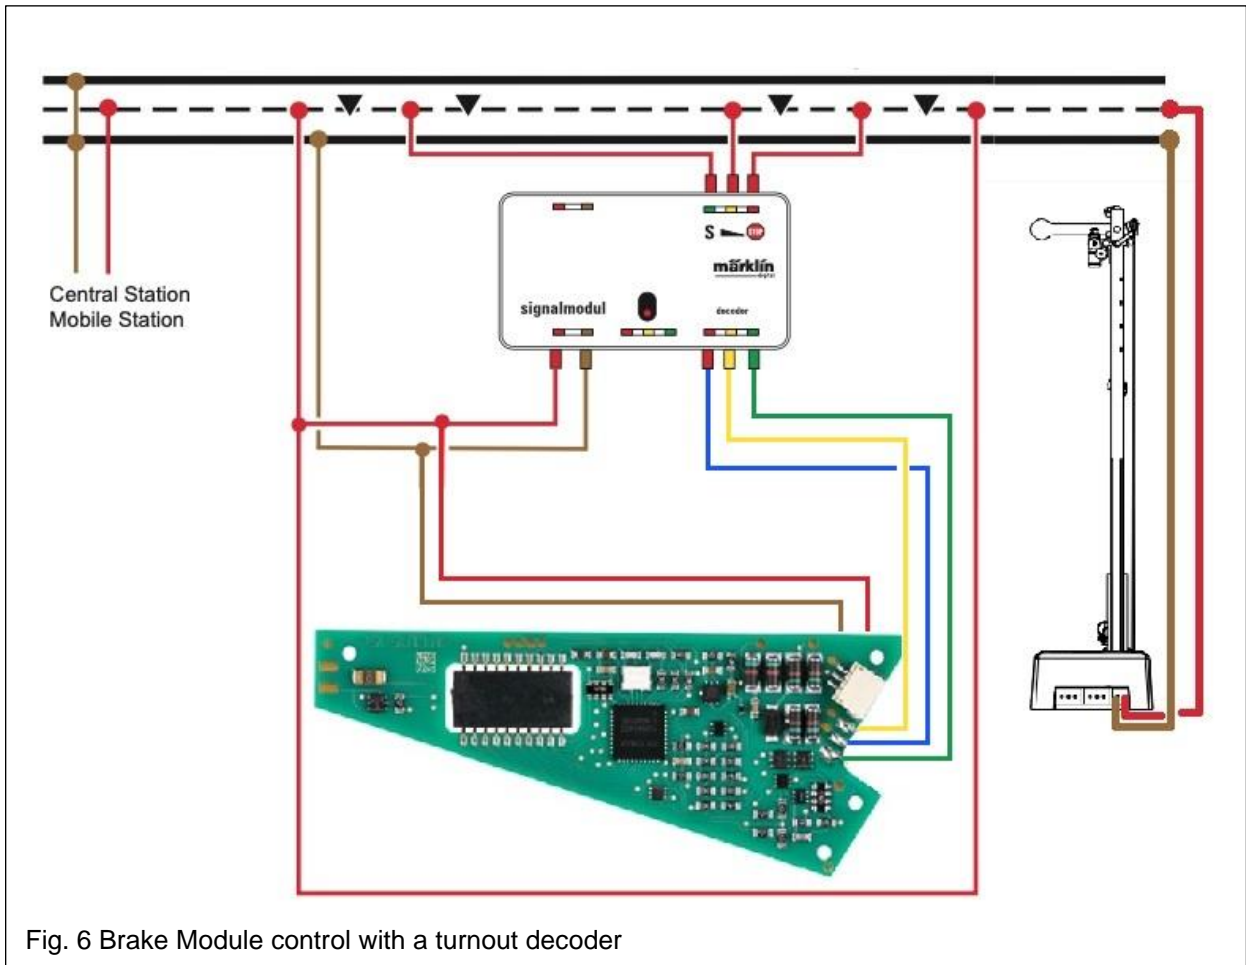 Central Station
Mobile Station
S STOP
märklin
digital
signalmodul
decoder
Fig. 6 Brake Module control with a turnout decoder